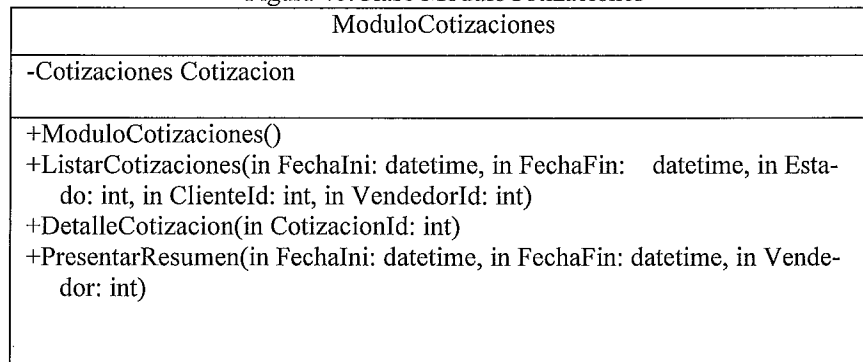 ModuloCotizaciones
-Cotizaciones Cotizacion
+ModuloCotizaciones()
+ListarCotizaciones(in FechaIni: datetime, in FechaFin: datetime, in Esta-
do: int, in ClienteId: int, in VendedorId: int)
+DetalleCotizacion(in CotizacionId: int)
+PresentarResumen(in FechaIni: datetime, in FechaFin: datetime, in Vende-
dor: int)